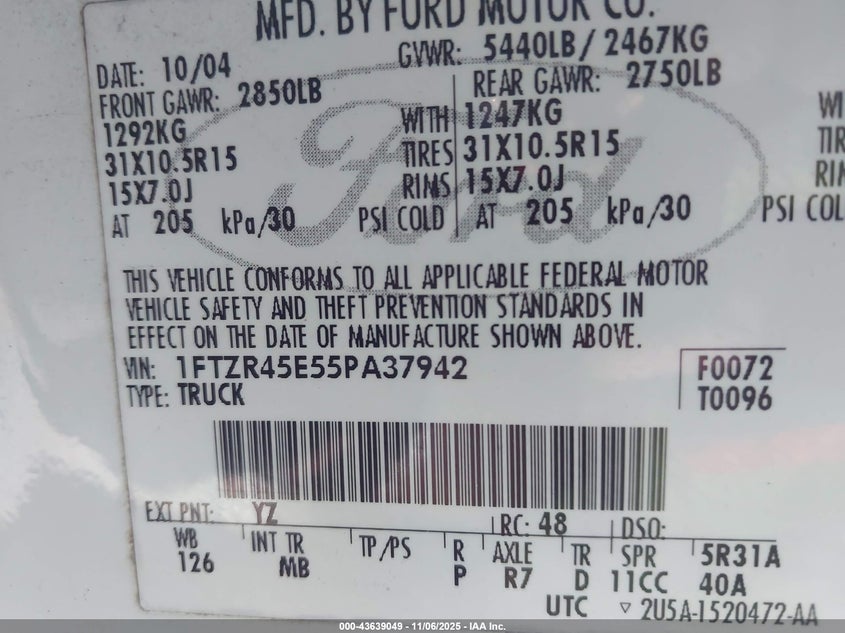 MFD. BY FORD MOTOR CO.
DATE: 10/04 GVWR: 5440LB / 2467KG
FRONT GAWR: 2850LB REAR GAWR: 2750LB
1292KG WITH 1247KG WI
31X10.5R15 TIRES 31X10.5R15 TIR
15X7.0J RIMS 15X7.0J RIM
AT 205 kPa/30 PSI COLD AT 205 kPa/30 PSI COL
Ford
THIS VEHICLE CONFORMS TO ALL APPLICABLE FEDERAL MOTOR
VEHICLE SAFETY AND THEFT PREVENTION STANDARDS IN
EFFECT ON THE DATE OF MANUFACTURE SHOWN ABOVE.
VIN: 1FTZR45E55PA37942 F0072
TYPE: TRUCK T0096
EXT PNT: YZ RC: 48 DSO:
WB INT TR TP/PS R AXLE TR SPR 5R31A
126 MB P R7 D 11CC 40A
UTC ▽ 2U5A-1520472-AA
000-43639049 - 11/06/2025 - IAA Inc.